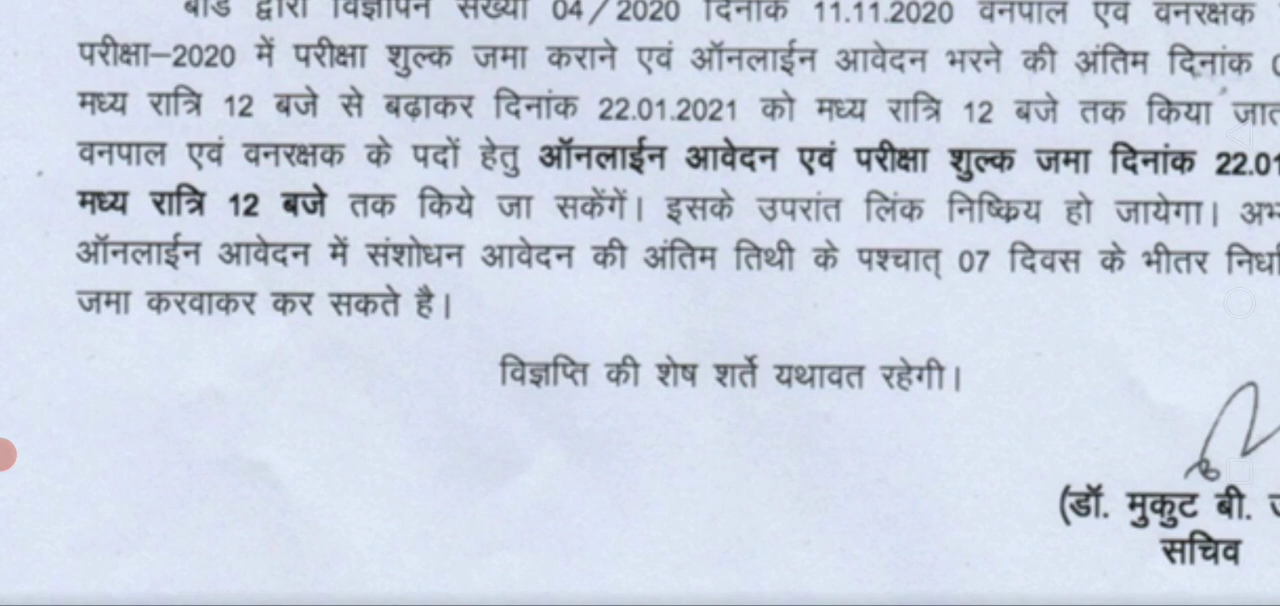 बोर्ड द्वारा विज्ञापन संख्या 04/2020 दिनांक 11.11.2020 वनपाल एवं वनरक्षक
परीक्षा–2020 में परीक्षा शुल्क जमा कराने एवं ऑनलाईन आवेदन भरने की अंतिम दिनांक
मध्य रात्रि 12 बजे से बढ़ाकर दिनांक 22.01.2021 को मध्य रात्रि 12 बजे तक किया
वनपाल एवं वनरक्षक के पदों हेतु ऑनलाईन आवेदन एवं परीक्षा शुल्क जमा दिनांक 22.01
मध्य रात्रि 12 बजे तक किये जा सकेंगें। इसके उपरांत लिंक निष्क्रिय हो जायेगा।
ऑनलाईन आवेदन में संशोधन आवेदन की अंतिम तिथी के पश्चात् 07 दिवस के भीतर
जमा करवाकर कर सकते है।
विज्ञप्ति की शेष शर्ते यथावत रहेगी।
(डॉ. मुकुट बी.
सचिव